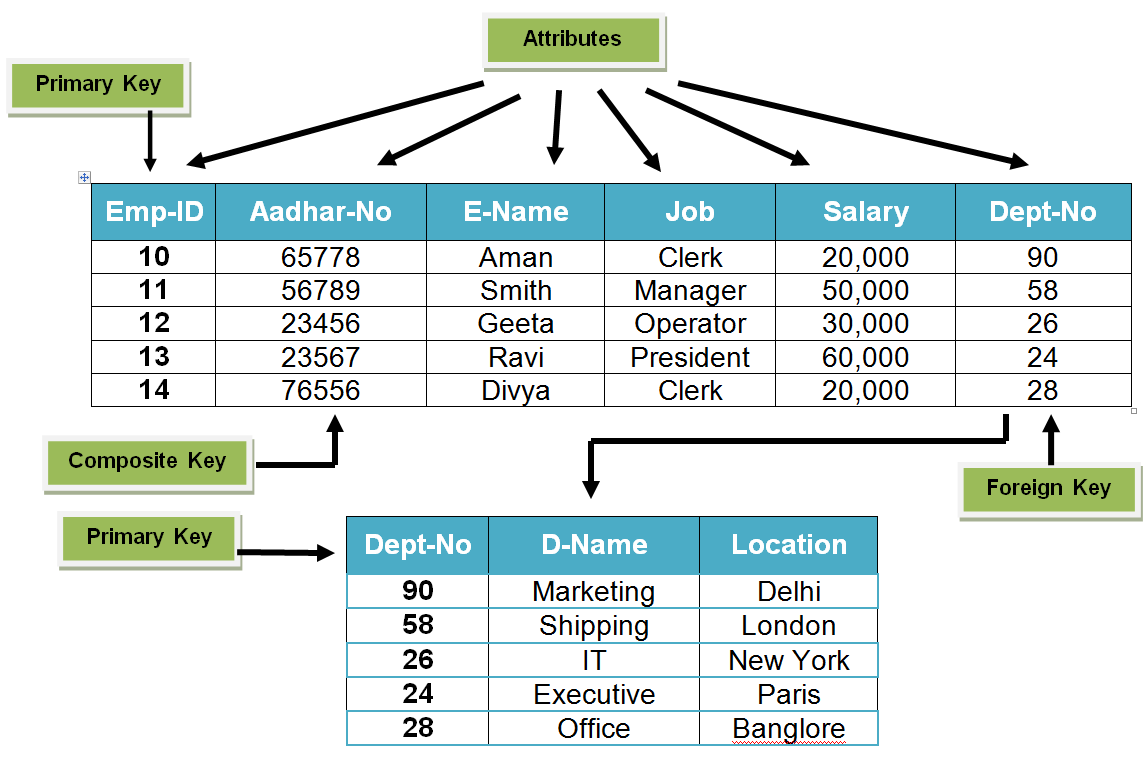 Attributes
Primary Key
Emp-ID Aadhar-No E-Name Job Salary Dept-No
10 65778 Aman Clerk 20,000 90
11 56789 Smith Manager 50,000 58
12 23456 Geeta Operator 30,000 26
13 23567 Ravi President 60,000 24
14 76556 Divya Clerk 20,000 28
Composite Key
Foreign Key
Primary Key
Dept-No D-Name Location
90 Marketing Delhi
58 Shipping London
26 IT New York
24 Executive Paris
28 Office Banglore